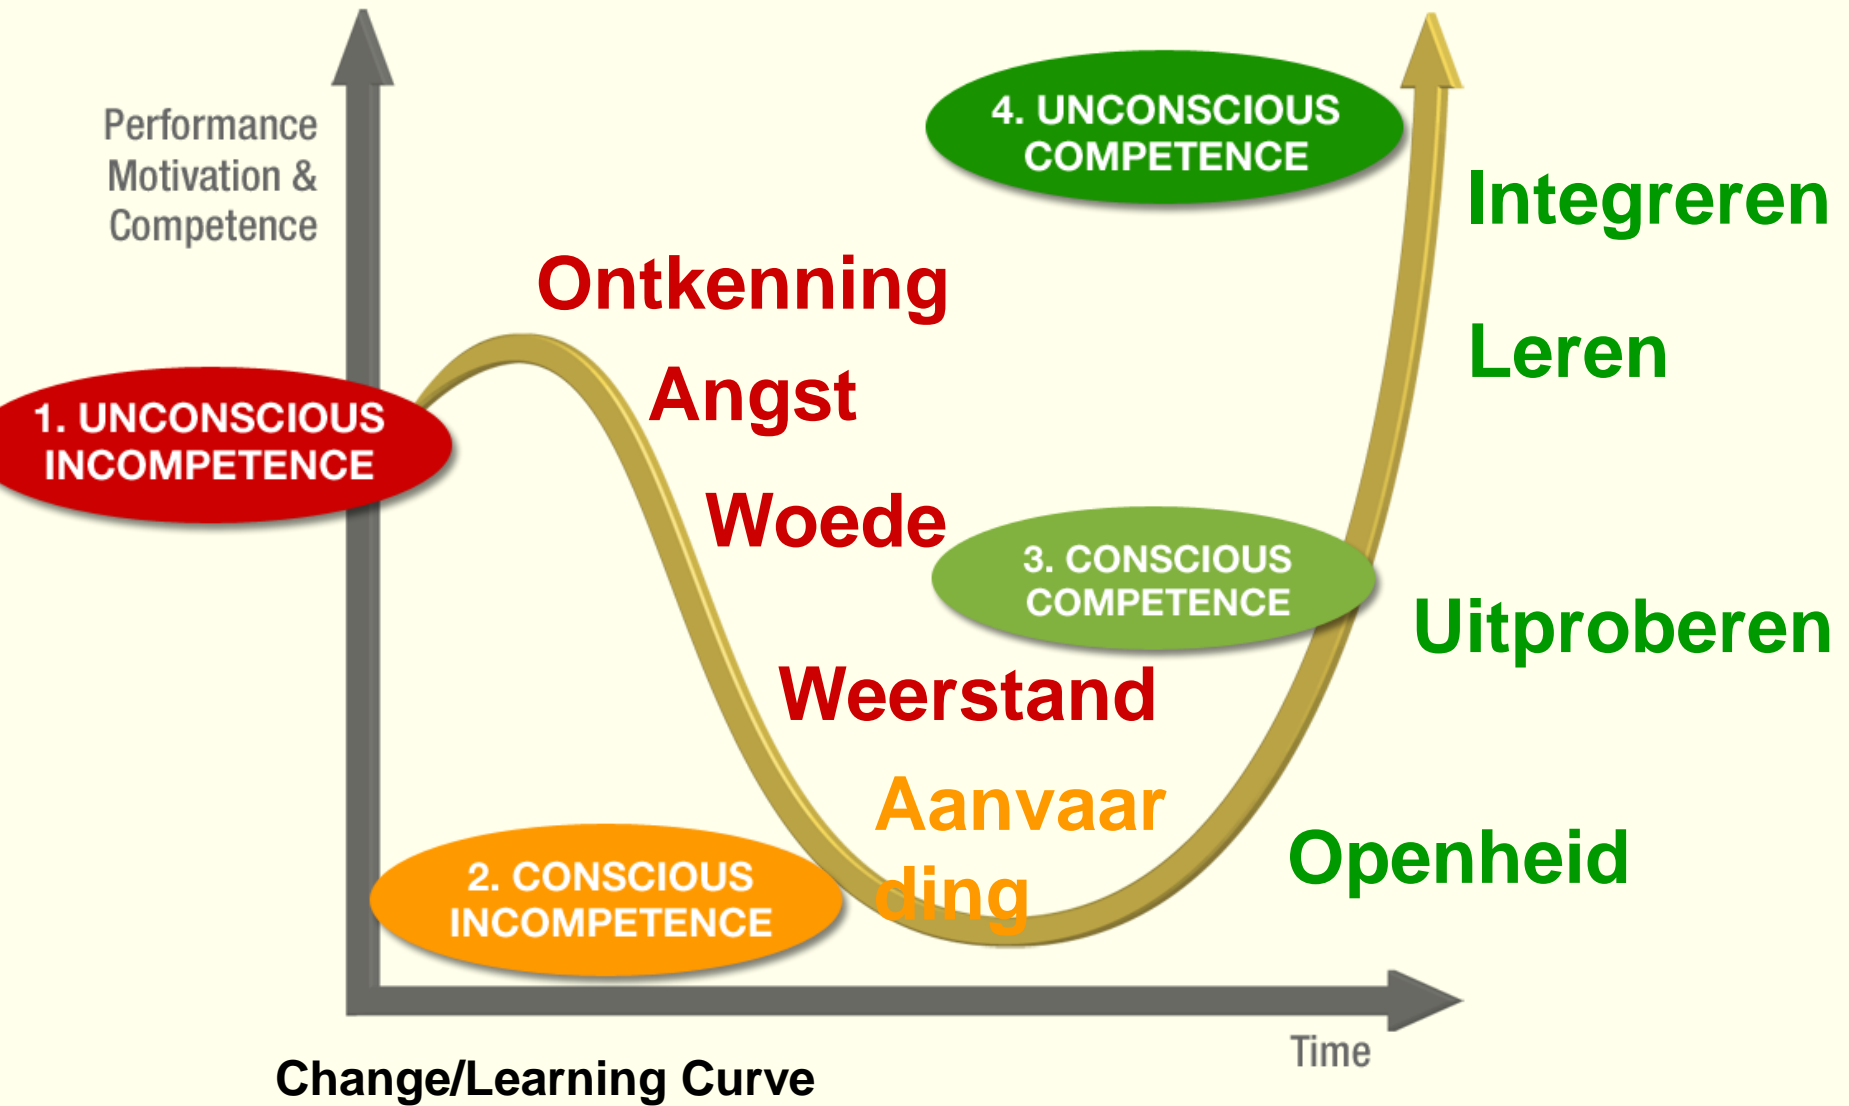 Performance
Motivation &
Competence
4. UNCONSCIOUS
COMPETENCE
Integreren
Ontkenning
Leren
Angst
1. UNCONSCIOUS
INCOMPETENCE
Woede
3. CONSCIOUS
COMPETENCE
Uitproberen
Weerstand
Aanvaar
ding
Openheid
2. CONSCIOUS
INCOMPETENCE
Time
Change/Learning Curve